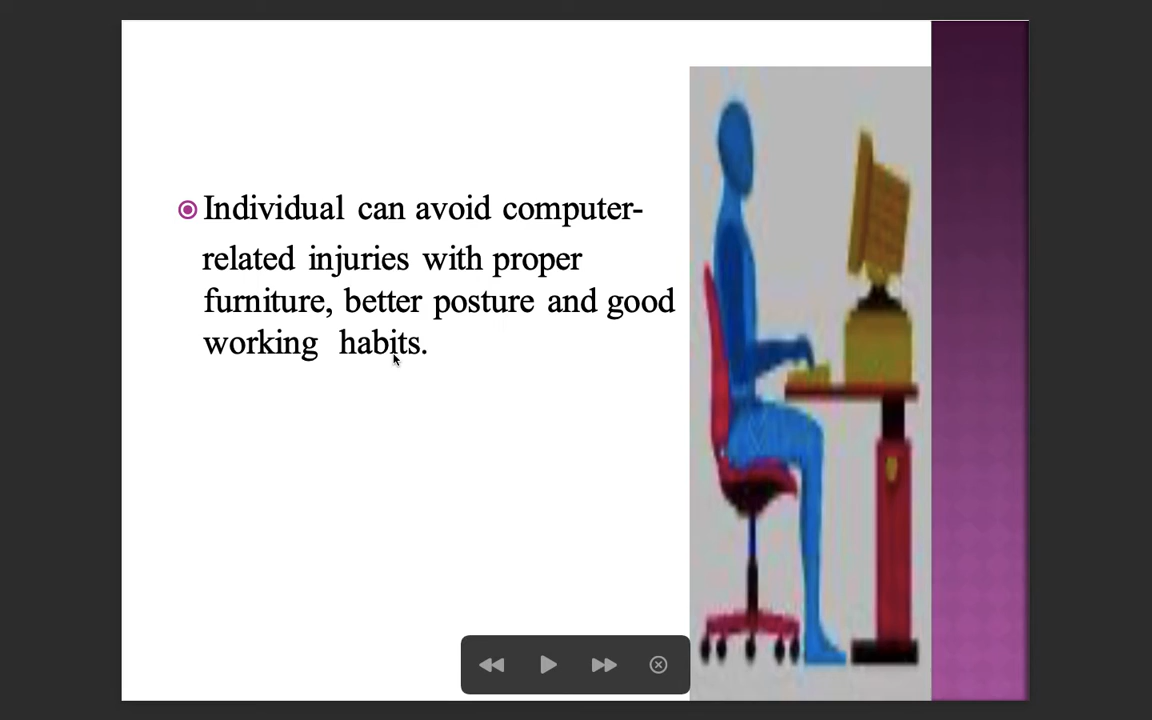 Individual can avoid computer-
related injuries with proper
furniture, better posture and good
working habits.